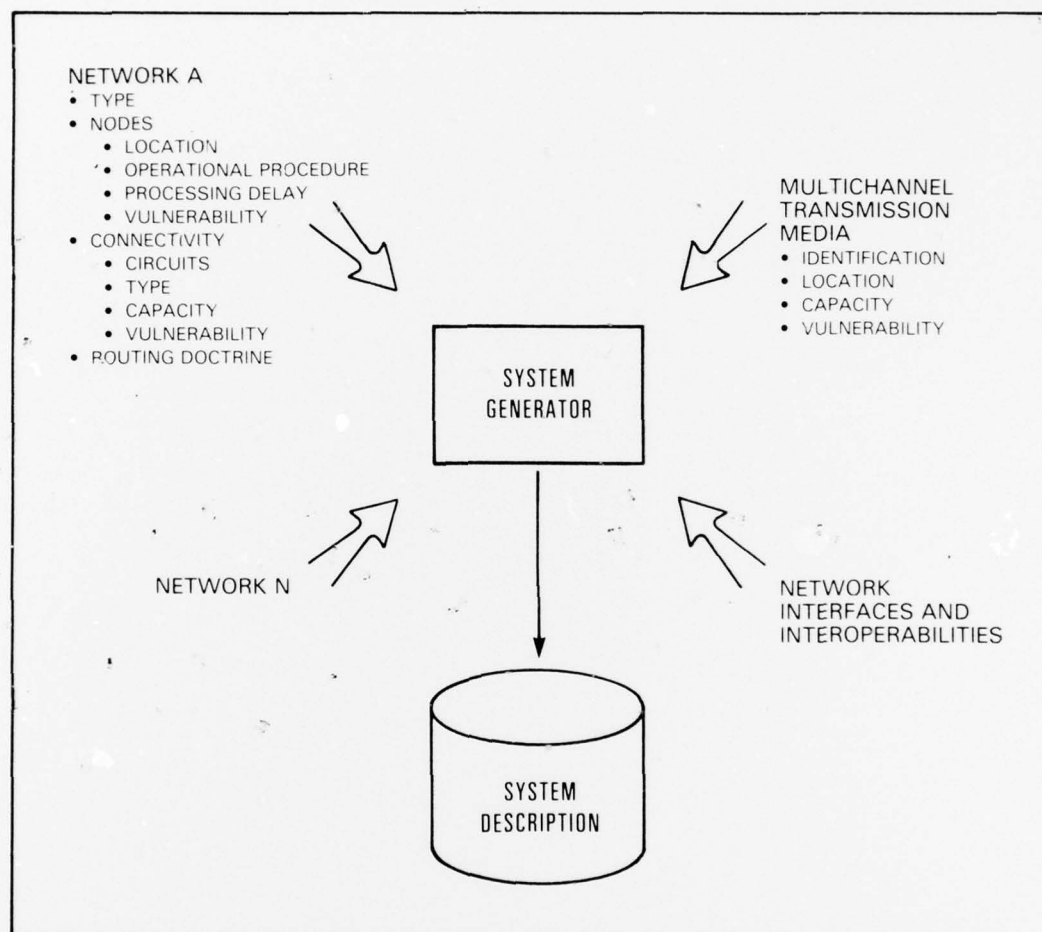 NETWORK A
• TYPE
• NODES
• LOCATION
• OPERATIONAL PROCEDURE
• PROCESSING DELAY
• VULNERABILITY
• CONNECTIVITY
• CIRCUITS
• TYPE
• CAPACITY
• VULNERABILITY
• ROUTING DOCTRINE
MULTICHANNEL
TRANSMISSION
MEDIA
• IDENTIFICATION
• LOCATION
• CAPACITY
• VULNERABILITY
SYSTEM
GENERATOR
NETWORK N
NETWORK
INTERFACES AND
INTEROPERABILITIES
SYSTEM
DESCRIPTION